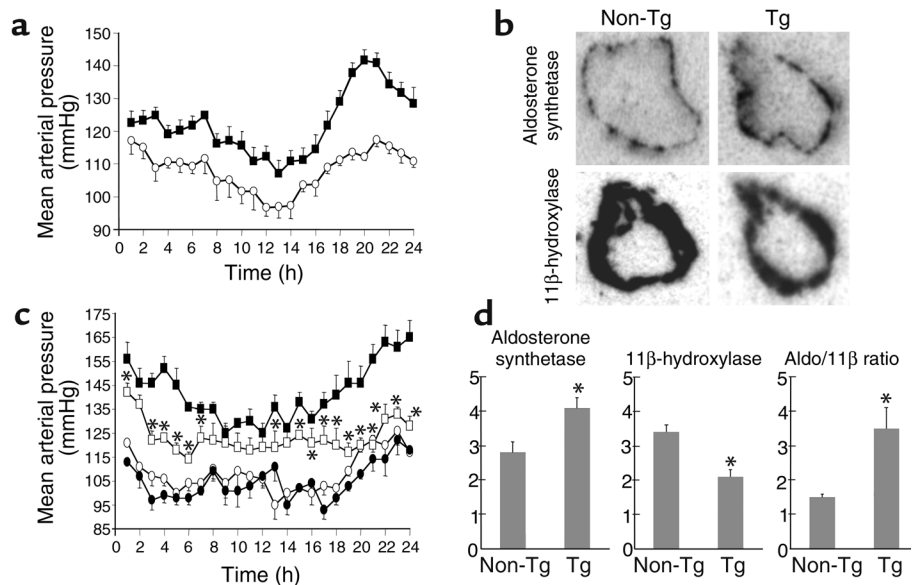 a
Mean arterial pressure
(mmHg)
150
140
130
120
110
100
90
0 2 4 6 8 10 12 14 16 18 20 22 24
Time (h)
b
Non-Tg Tg
Aldosterone
synthetase
11β-hydroxylase
c
Mean arterial pressure
(mmHg)
175
165
155
145
135
125
115
105
95
85
* * * * * * * * * * * * * * * *
0 2 4 6 8 10 12 14 16 18 20 22 24
Time (h)
d
Aldosterone
synthetase
5
4
3
2
1
0
*
Non-Tg Tg
11β-hydroxylase
5
4
3
2
1
0
*
Non-Tg Tg
Aldo/11β ratio
5
4
3
2
1
0
*
Non-Tg Tg